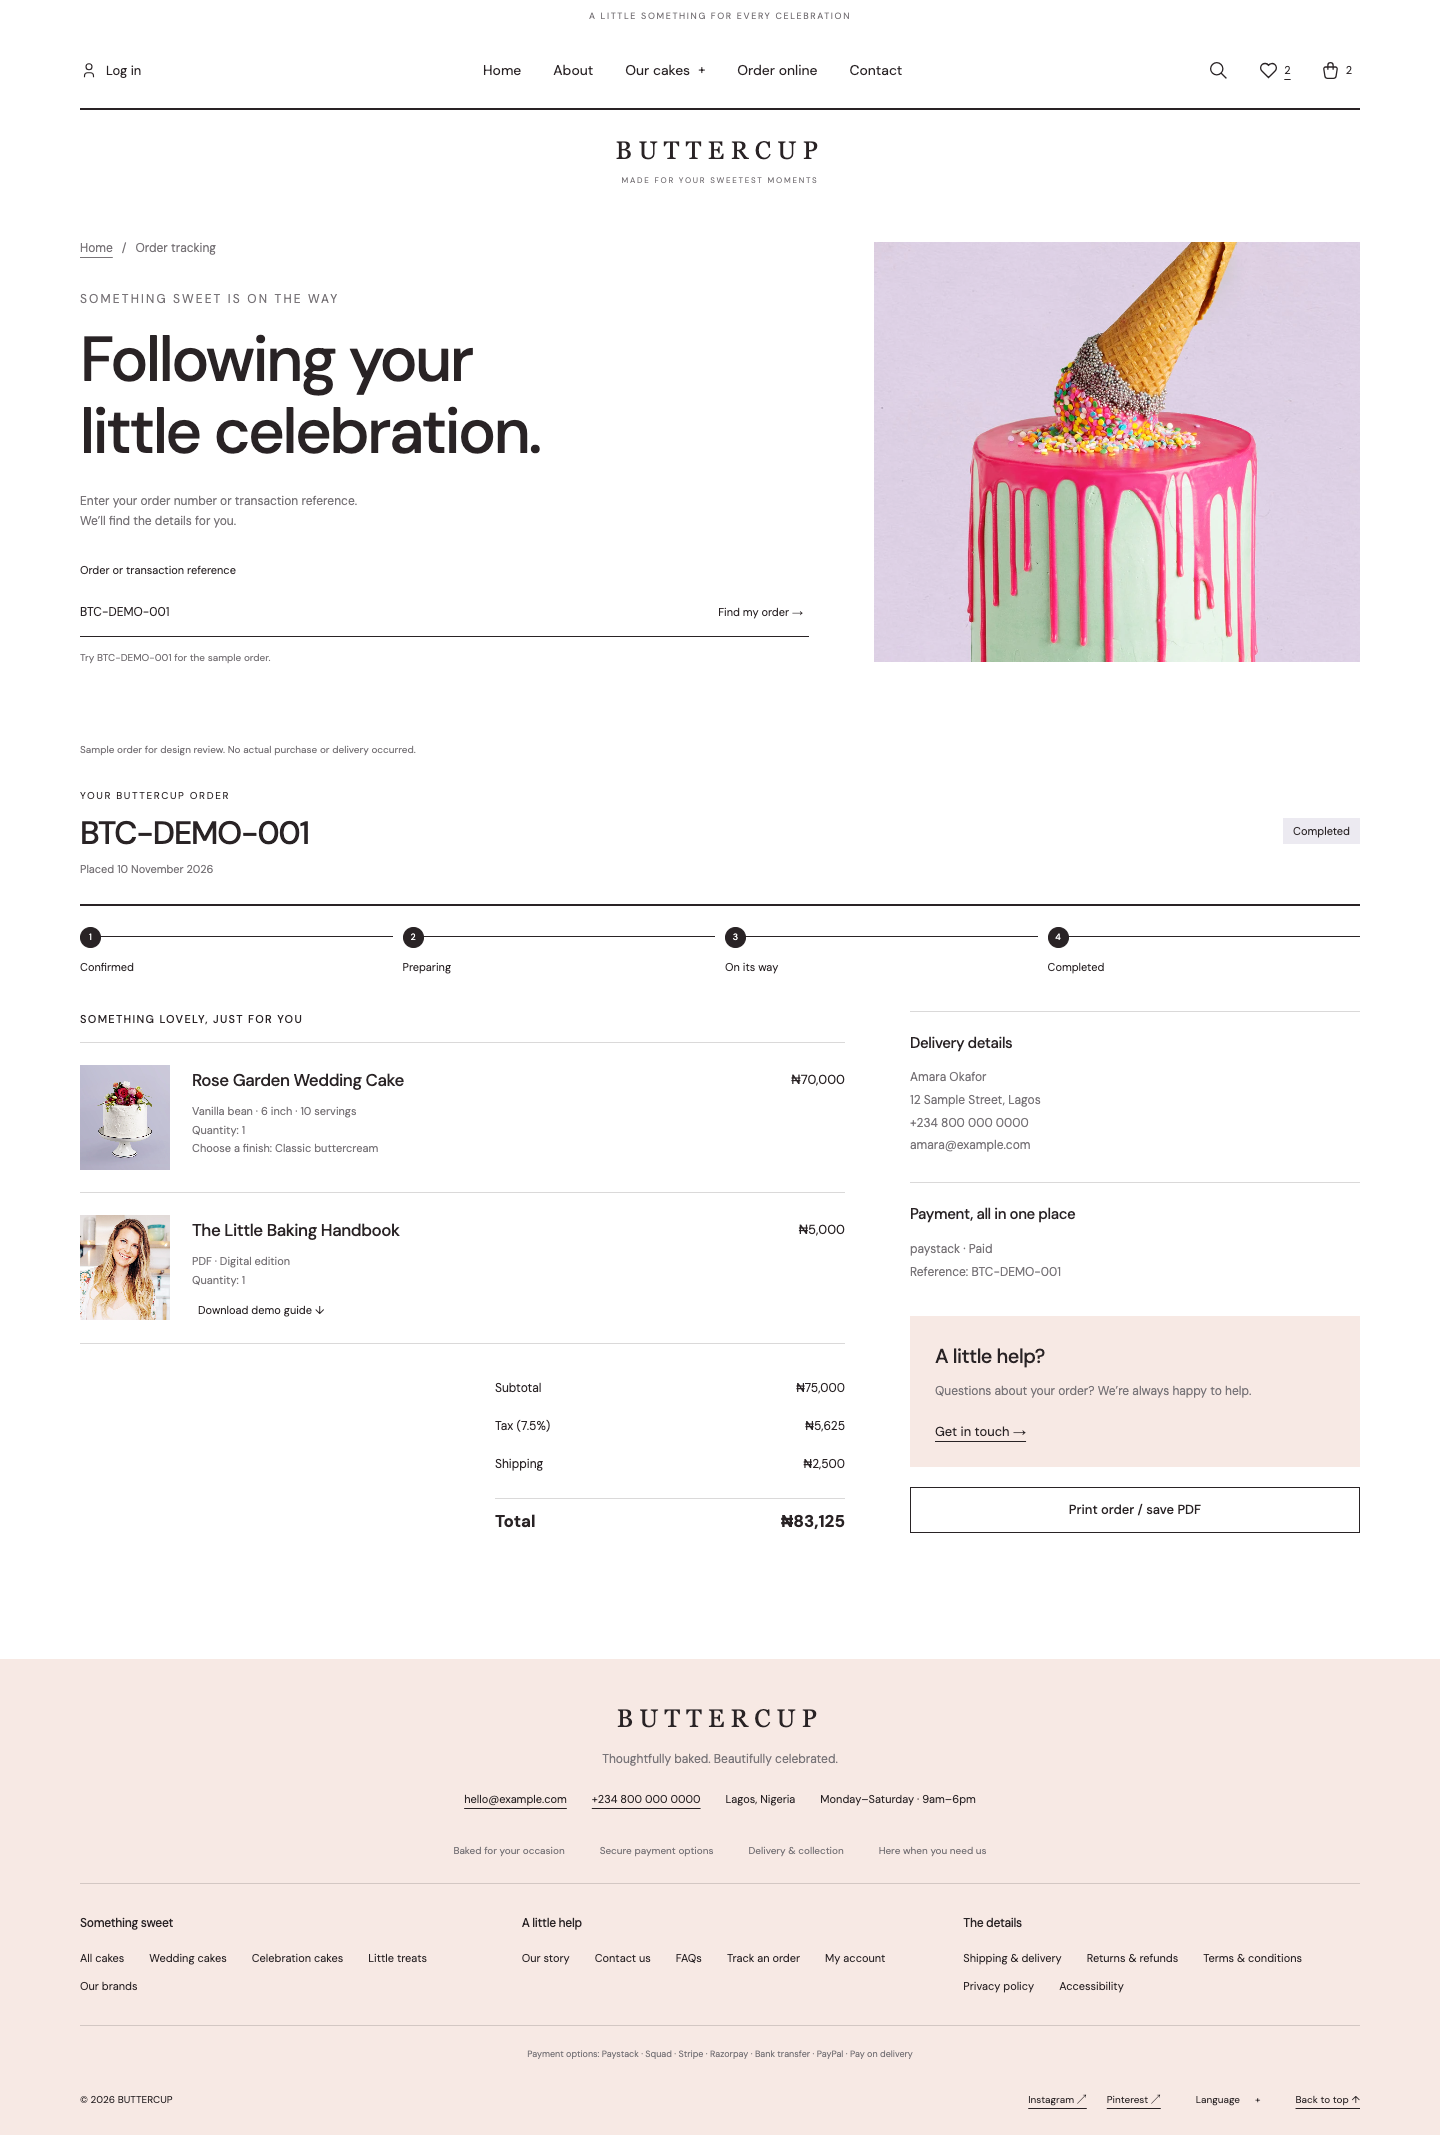 A LITTLE SOMETHING FOR EVERY CELEBRATION
Log in
Home About Our cakes + Order online Contact
2
2
BUTTERCUP
MADE FOR YOUR SWEETEST MOMENTS
Home / Order tracking
SOMETHING SWEET IS ON THE WAY
Following your
little celebration.
Enter your order number or transaction reference.
We'll find the details for you.
Order or transaction reference
BTC-DEMO-001
Find my order →
Try BTC-DEMO-001 for the sample order.
Sample order for design review. No actual purchase or delivery occurred.
YOUR BUTTERCUP ORDER
BTC-DEMO-001
Completed
Placed 10 November 2026
1 2 3 4
Confirmed Preparing On its way Completed
SOMETHING LOVELY, JUST FOR YOU
Rose Garden Wedding Cake ₦70,000
Vanilla bean · 6 inch · 10 servings
Quantity: 1
Choose a finish: Classic buttercream
The Little Baking Handbook ₦5,000
PDF · Digital edition
Quantity: 1
Download demo guide ↓
Subtotal ₦75,000
Tax (7.5%) ₦5,625
Shipping ₦2,500
Total ₦83,125
Delivery details
Amara Okafor
12 Sample Street, Lagos
+234 800 000 0000
amara@example.com
Payment, all in one place
paystack · Paid
Reference: BTC-DEMO-001
A little help?
Questions about your order? We're always happy to help.
Get in touch →
Print order / save PDF
BUTTERCUP
Thoughtfully baked. Beautifully celebrated.
hello@example.com +234 800 000 0000 Lagos, Nigeria Monday–Saturday · 9am–6pm
Baked for your occasion Secure payment options Delivery & collection Here when you need us
Something sweet
All cakes Wedding cakes Celebration cakes Little treats
Our brands
A little help
Our story Contact us FAQs Track an order My account
The details
Shipping & delivery Returns & refunds Terms & conditions
Privacy policy Accessibility
Payment options: Paystack · Squad · Stripe · Razorpay · Bank transfer · PayPal · Pay on delivery
© 2026 BUTTERCUP
Instagram ↗ Pinterest ↗ Language + Back to top ↑